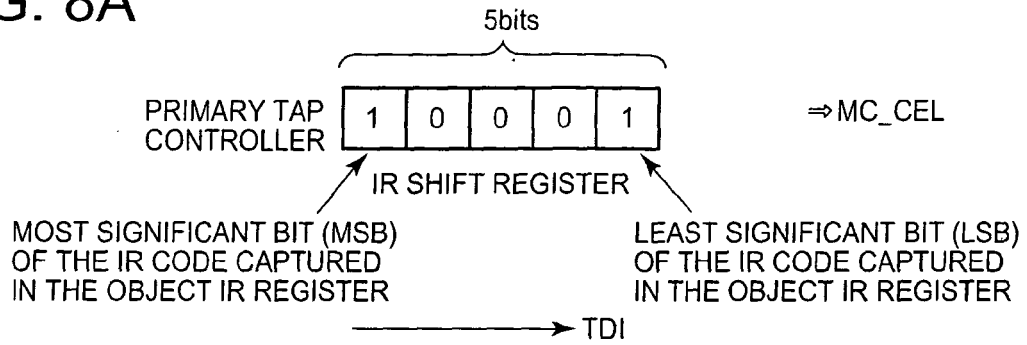 G. 8A
5bits
PRIMARY TAP
CONTROLLER
1 0 0 0 1
⇒MC_CEL
IR SHIFT REGISTER
MOST SIGNIFICANT BIT (MSB)
OF THE IR CODE CAPTURED
IN THE OBJECT IR REGISTER
LEAST SIGNIFICANT BIT (LSB)
OF THE IR CODE CAPTURED
IN THE OBJECT IR REGISTER
TDI